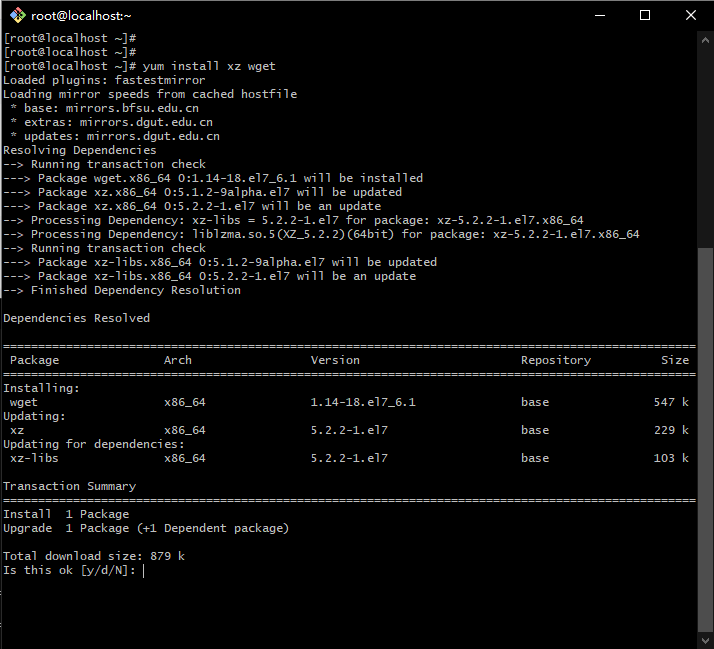 root@localhost:~
[root@localhost ~]#
[root@localhost ~]#
[root@localhost ~]# yum install xz wget
Loaded plugins: fastestmirror
Loading mirror speeds from cached hostfile
 * base: mirrors.bfsu.edu.cn
 * extras: mirrors.dgut.edu.cn
 * updates: mirrors.dgut.edu.cn
Resolving Dependencies
--> Running transaction check
---> Package wget.x86_64 0:1.14-18.el7_6.1 will be installed
---> Package xz.x86_64 0:5.1.2-9alpha.el7 will be updated
---> Package xz.x86_64 0:5.2.2-1.el7 will be an update
--> Processing Dependency: xz-libs = 5.2.2-1.el7 for package: xz-5.2.2-1.el7.x86_64
--> Processing Dependency: liblzma.so.5(XZ_5.2.2)(64bit) for package: xz-5.2.2-1.el7.x86_64
--> Running transaction check
---> Package xz-libs.x86_64 0:5.1.2-9alpha.el7 will be updated
---> Package xz-libs.x86_64 0:5.2.2-1.el7 will be an update
--> Finished Dependency Resolution
Dependencies Resolved
Package Arch Version Repository Size
Installing:
wget x86_64 1.14-18.el7_6.1 base 547 k
Updating:
xz x86_64 5.2.2-1.el7 base 229 k
Updating for dependencies:
xz-libs x86_64 5.2.2-1.el7 base 103 k
Transaction Summary
Install 1 Package
Upgrade 1 Package (+1 Dependent package)
Total download size: 879 k
Is this ok [y/d/N]: